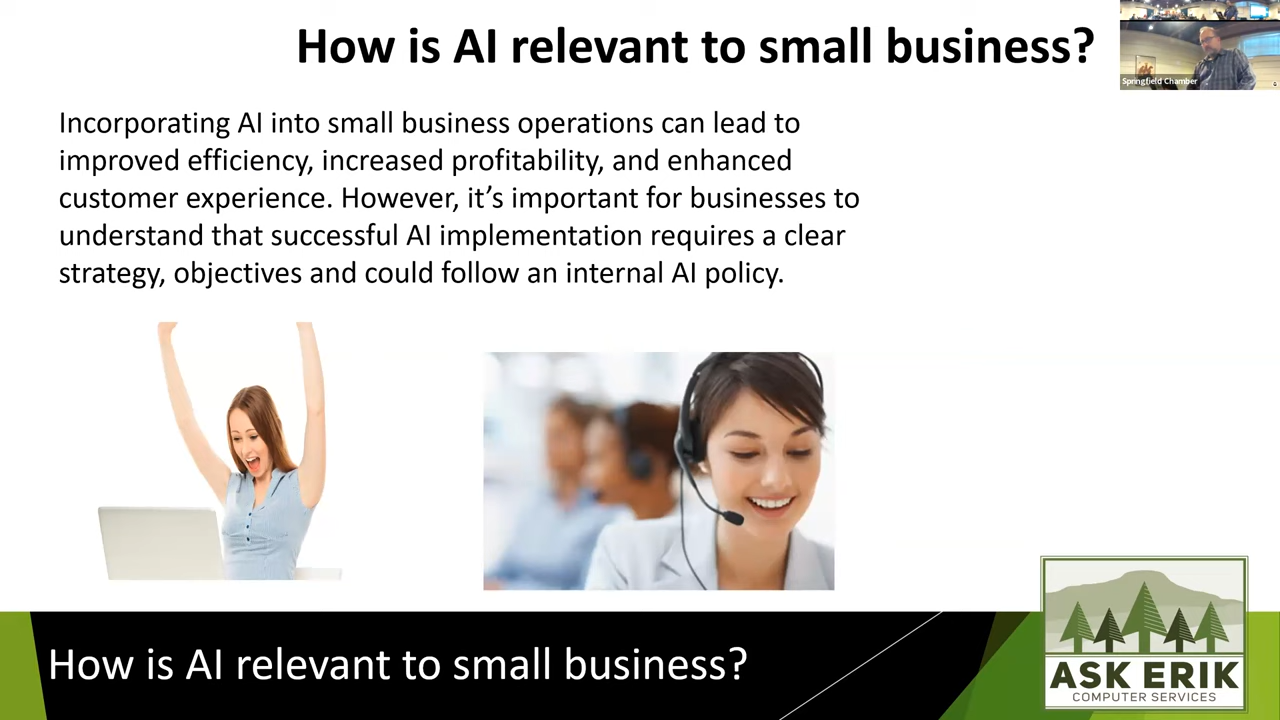 How is AI relevant to small business?
Springfield Chamber
Incorporating AI into small business operations can lead to
improved efficiency, increased profitability, and enhanced
customer experience. However, it’s important for businesses to
understand that successful AI implementation requires a clear
strategy, objectives and could follow an internal AI policy.
How is AI relevant to small business?
ASK ERIK
COMPUTER SERVICES